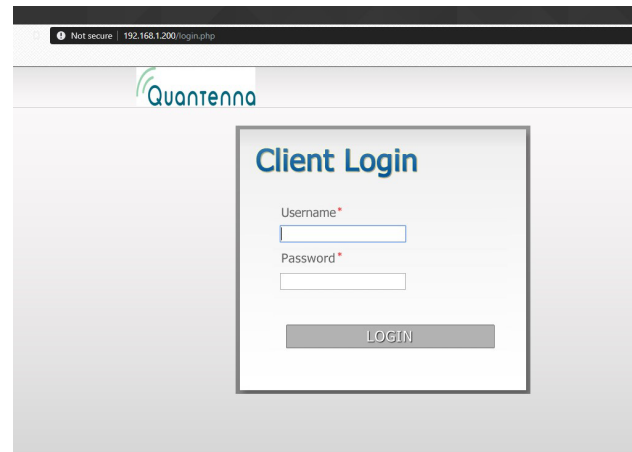 Not secure | 192.168.1.200/login.php
Quantenna
Client Login
Username*
Password*
LOGIN